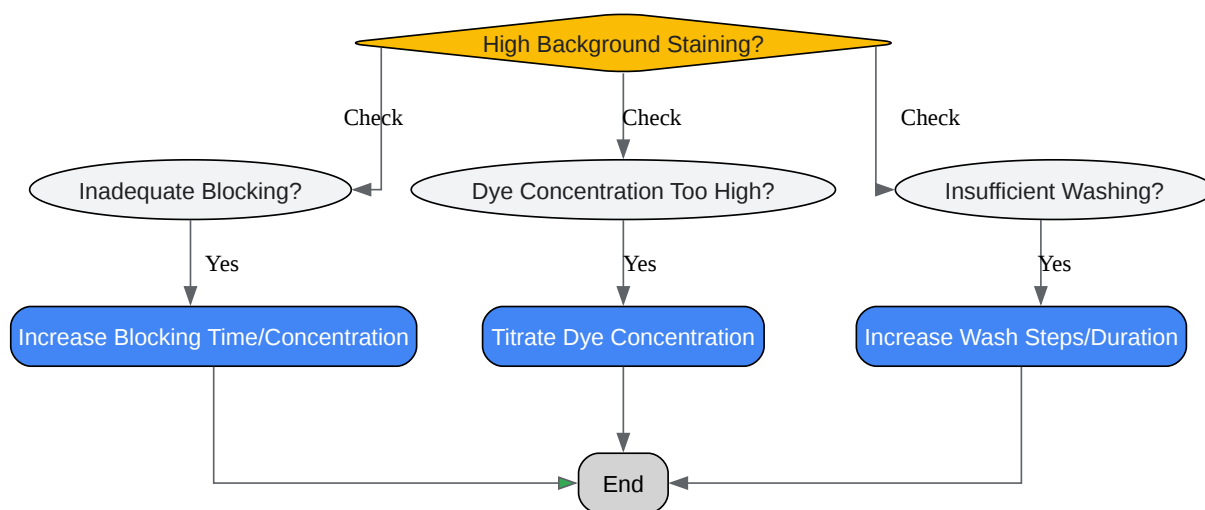 High Background Staining?
Check
Check
Check
Inadequate Blocking?
Dye Concentration Too High?
Insufficient Washing?
Yes
Yes
Yes
Increase Blocking Time/Concentration
Titrate Dye Concentration
Increase Wash Steps/Duration
End